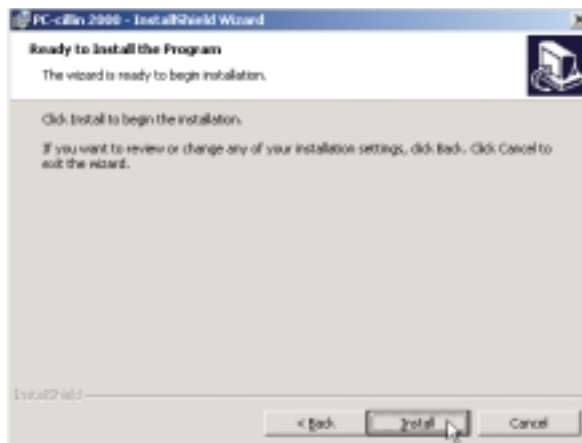 PC-cillin 2000 - InstallShield Wizard
Ready to Install the Program
The wizard is ready to begin installation.
Click Install to begin the installation.
If you want to review or change any of your installation settings, click Back. Click Cancel to
exit the wizard.
InstallShield
< Back Install Cancel